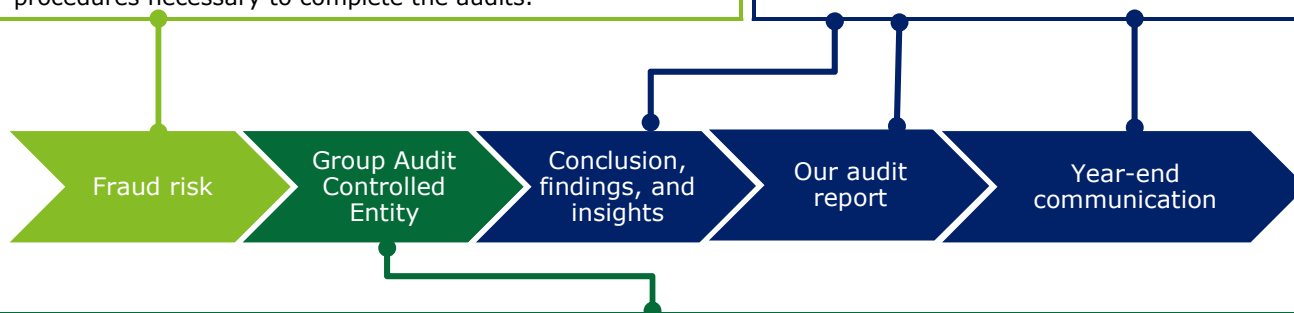 procedures necessary to complete the audits.
Fraud risk
Group Audit
Controlled
Entity
Conclusion,
findings, and
insights
Our audit
report
Year-end
communication